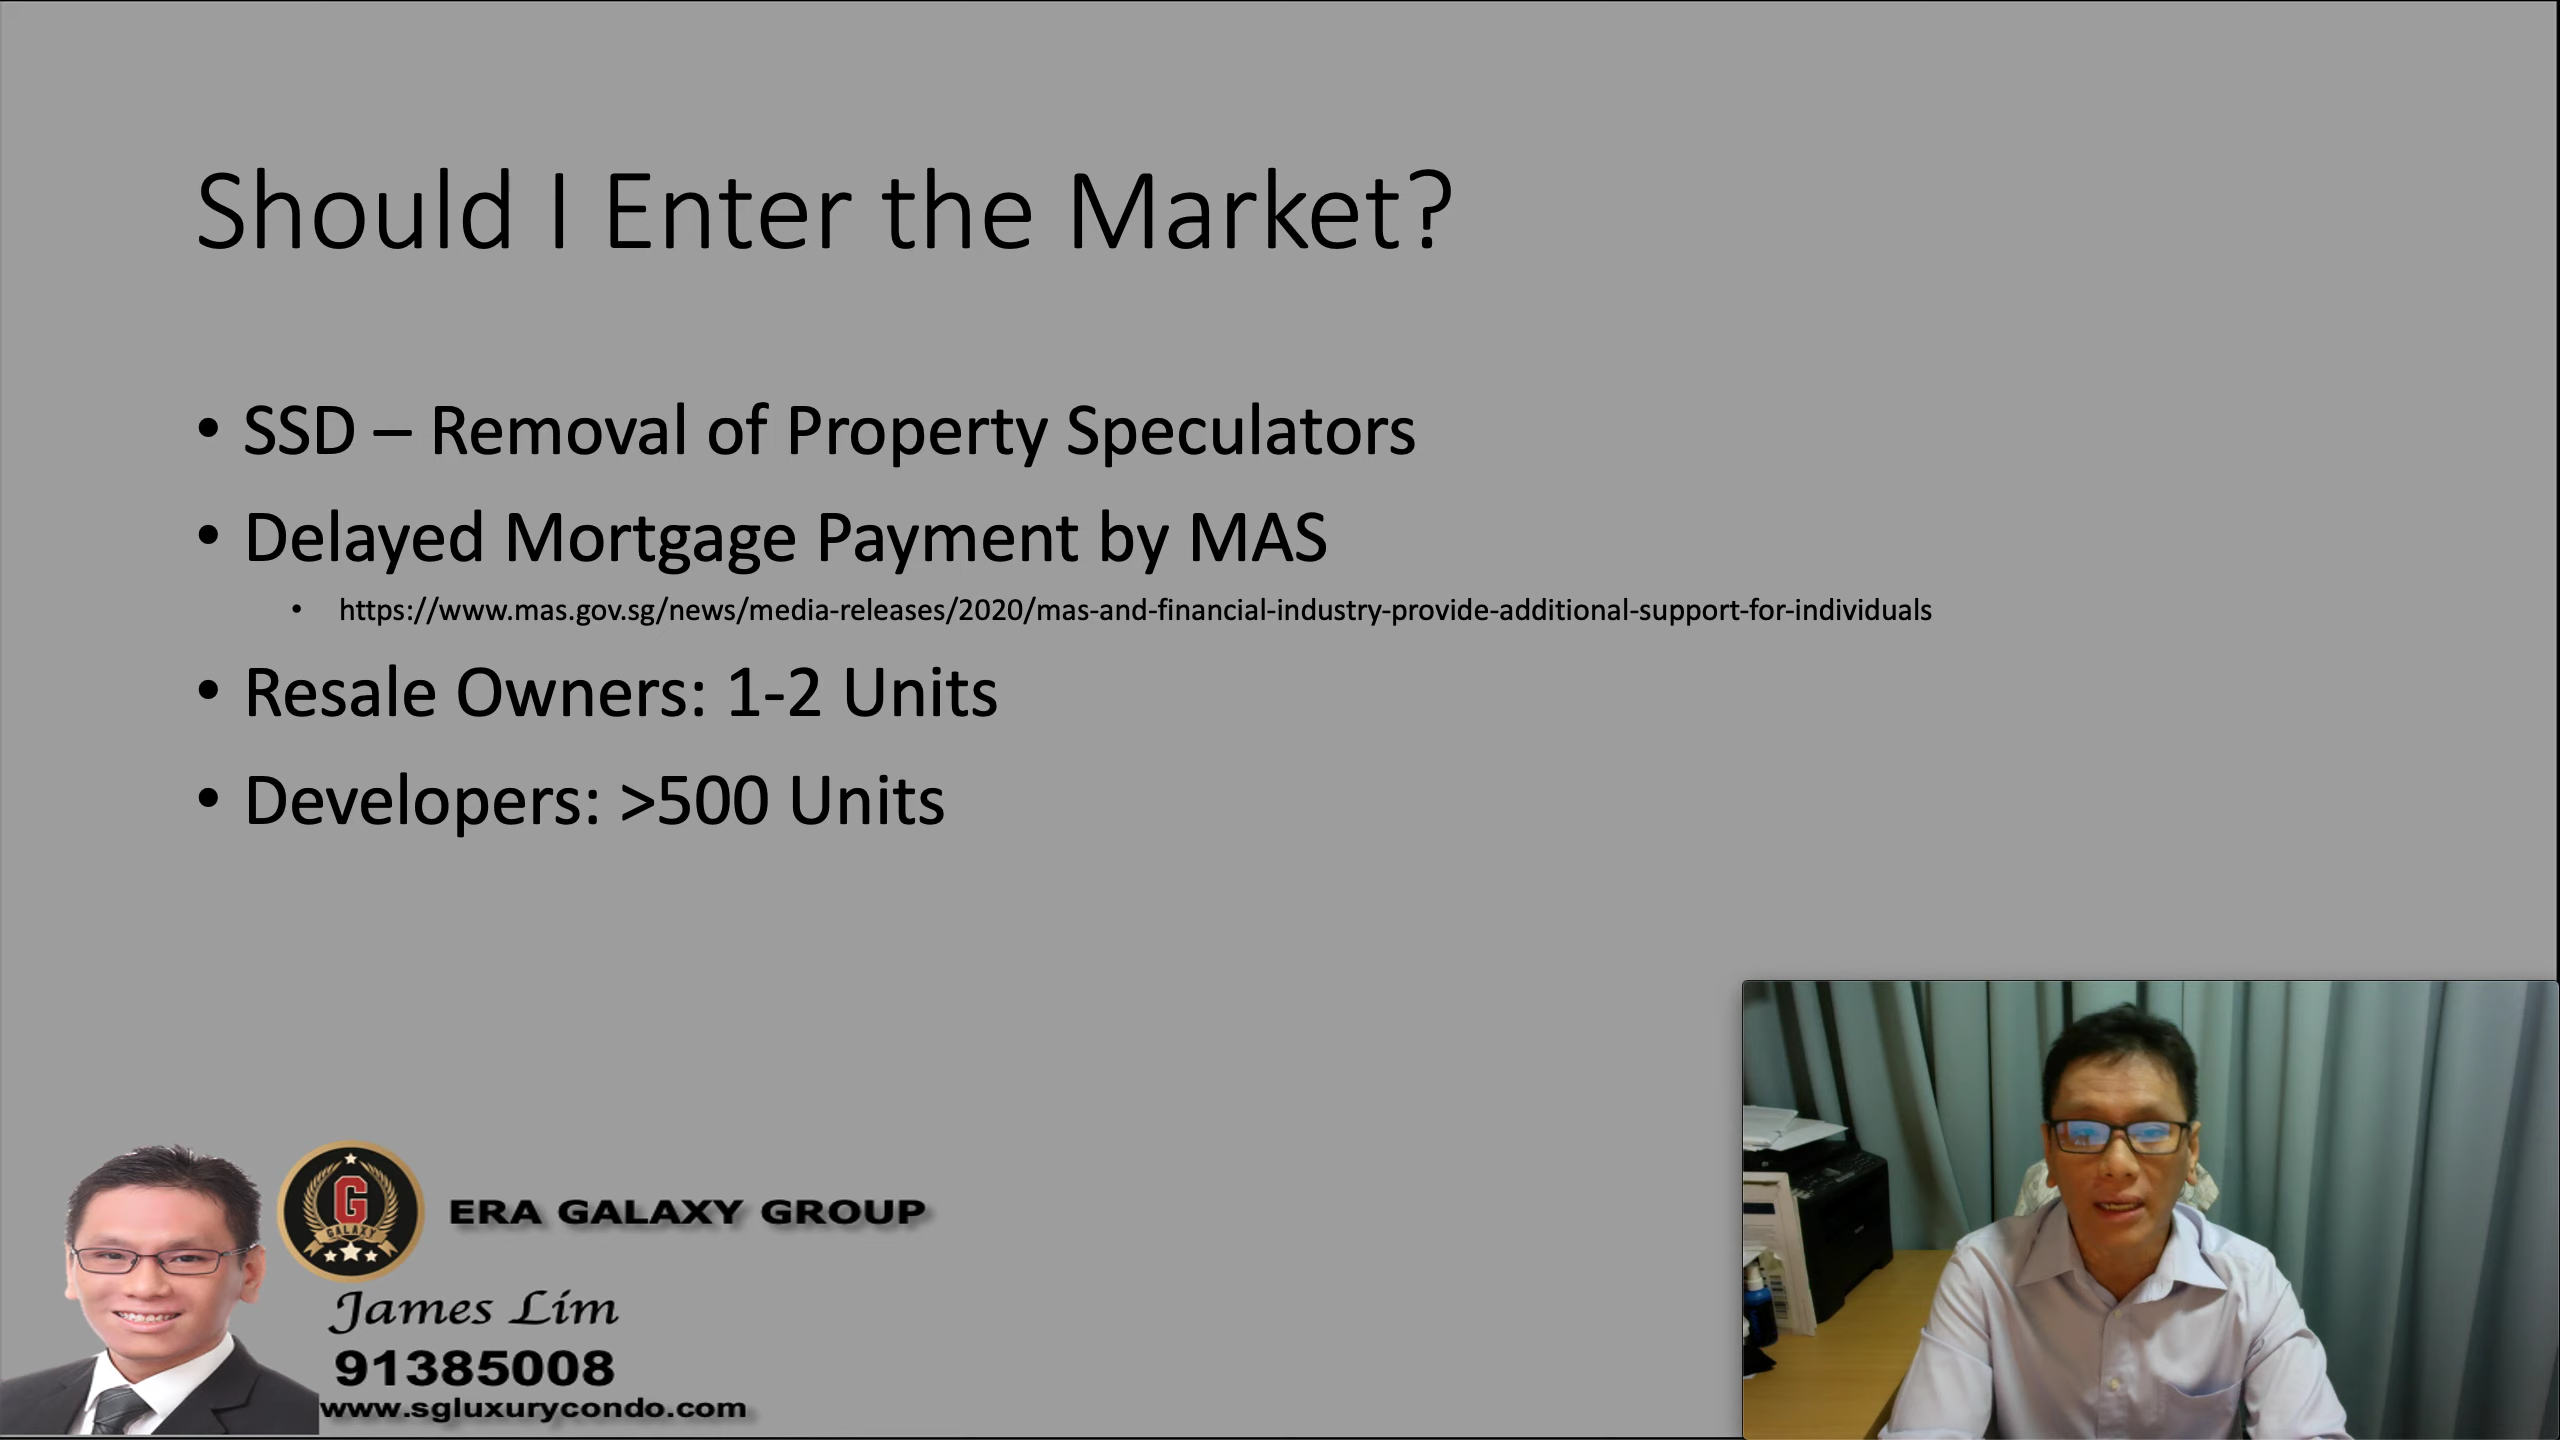 Should I Enter the Market?
• SSD – Removal of Property Speculators
• Delayed Mortgage Payment by MAS
• https://www.mas.gov.sg/news/media-releases/2020/mas-and-financial-industry-provide-additional-support-for-individuals
• Resale Owners: 1-2 Units
• Developers: >500 Units
G
GALAXY
ERA GALAXY GROUP
James Lim
91385008
www.sgluxurycondo.com